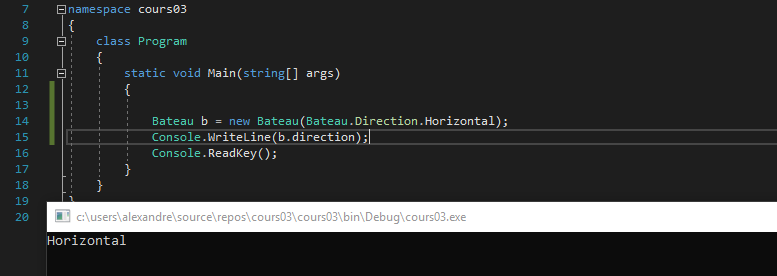 7 namespace cours03
8 {
9 class Program
10 {
11 static void Main(string[] args)
12 {
13
14 Bateau b = new Bateau(Bateau.Direction.Horizontal);
15 Console.WriteLine(b.direction);
16 Console.ReadKey();
17 }
18 }
19 }
20
c:\users\alexandre\source\repos\cours03\cours03\bin\Debug\cours03.exe
Horizontal